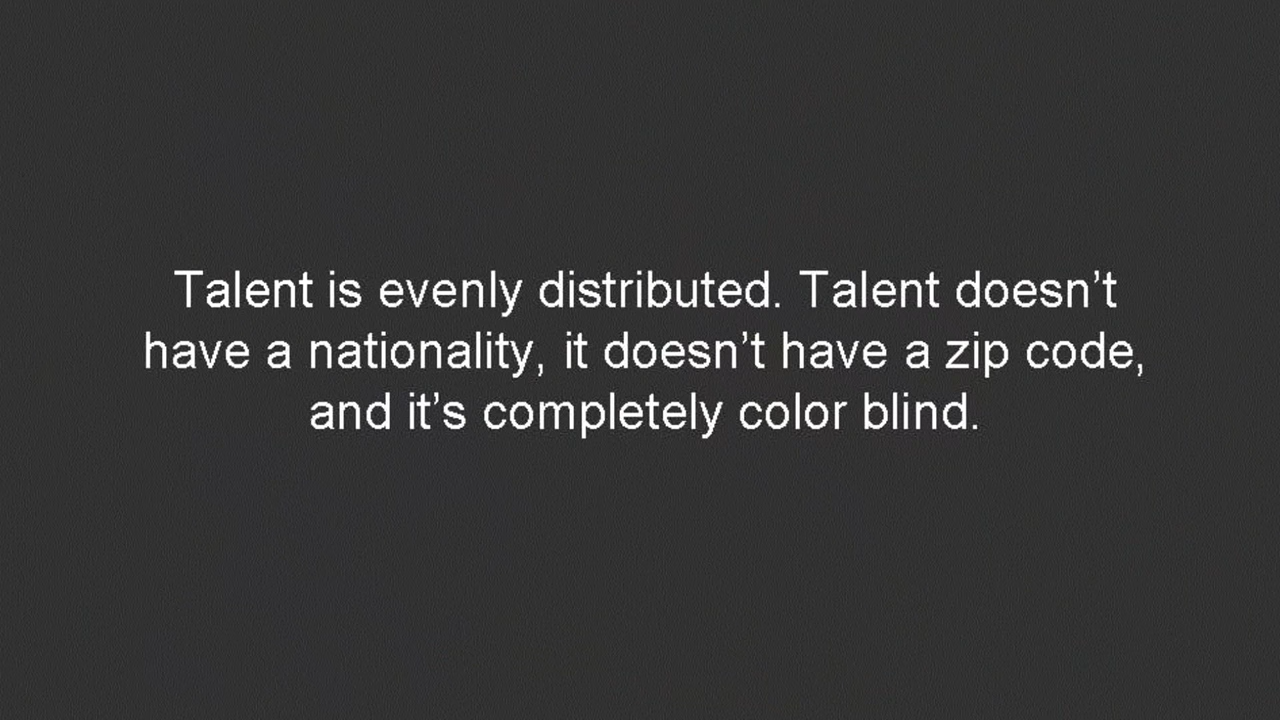 Talent is evenly distributed. Talent doesn’t
have a nationality, it doesn’t have a zip code,
and it’s completely color blind.